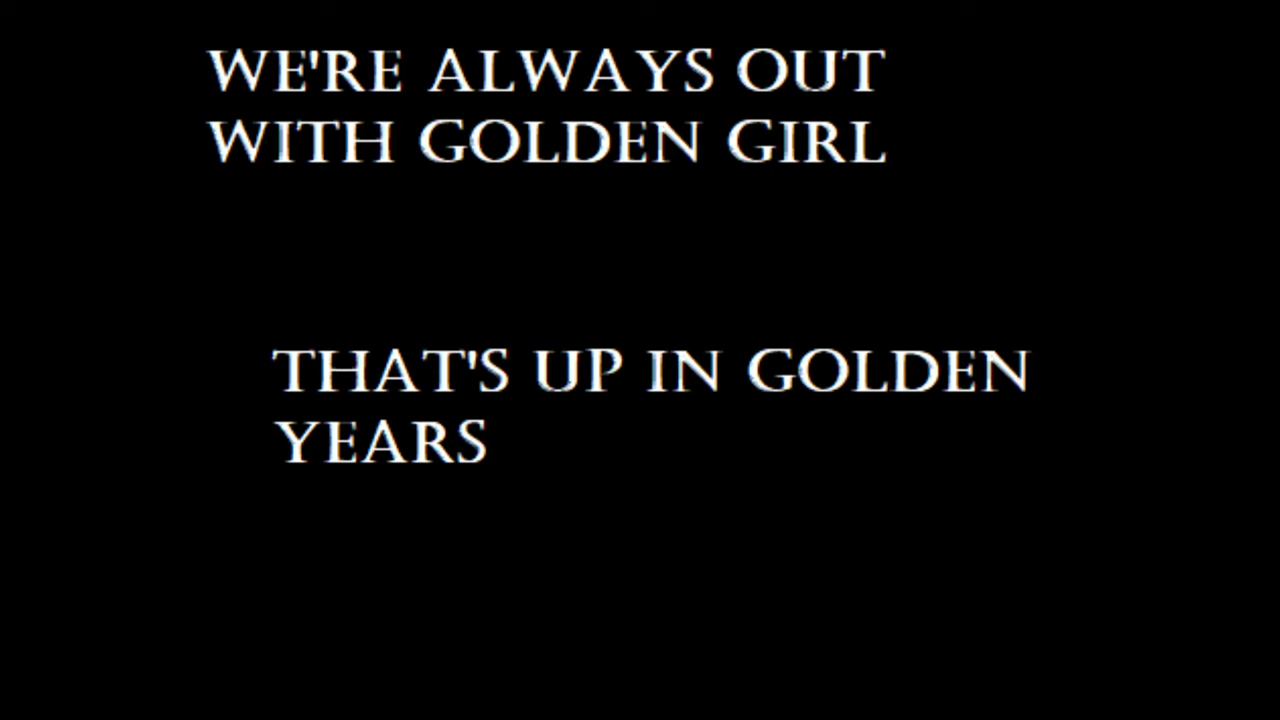 WE'RE ALWAYS OUT
WITH GOLDEN GIRL
THAT'S UP IN GOLDEN
YEARS